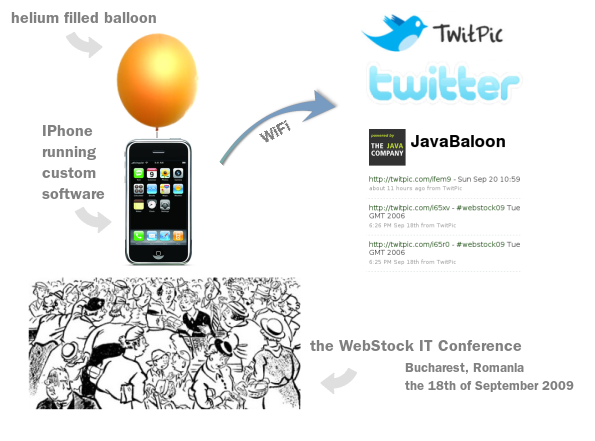 helium filled balloon
TwitPic
twitter
IPhone
running
custom
software
WiFi
powered by
THE JAVA
COMPANY
JavaBaloon
http://twitpic.com/ifem9 - Sun Sep 20 10:59
about 11 hours ago from TwitPic
http://twitpic.com/i65xv - #webstock09 Tue
GMT 2006
6:26 PM Sep 18th from TwitPic
http://twitpic.com/i65r0 - #webstock09 Tue
GMT 2006
6:25 PM Sep 18th from TwitPic
the WebStock IT Conference
Bucharest, Romania
the 18th of September 2009